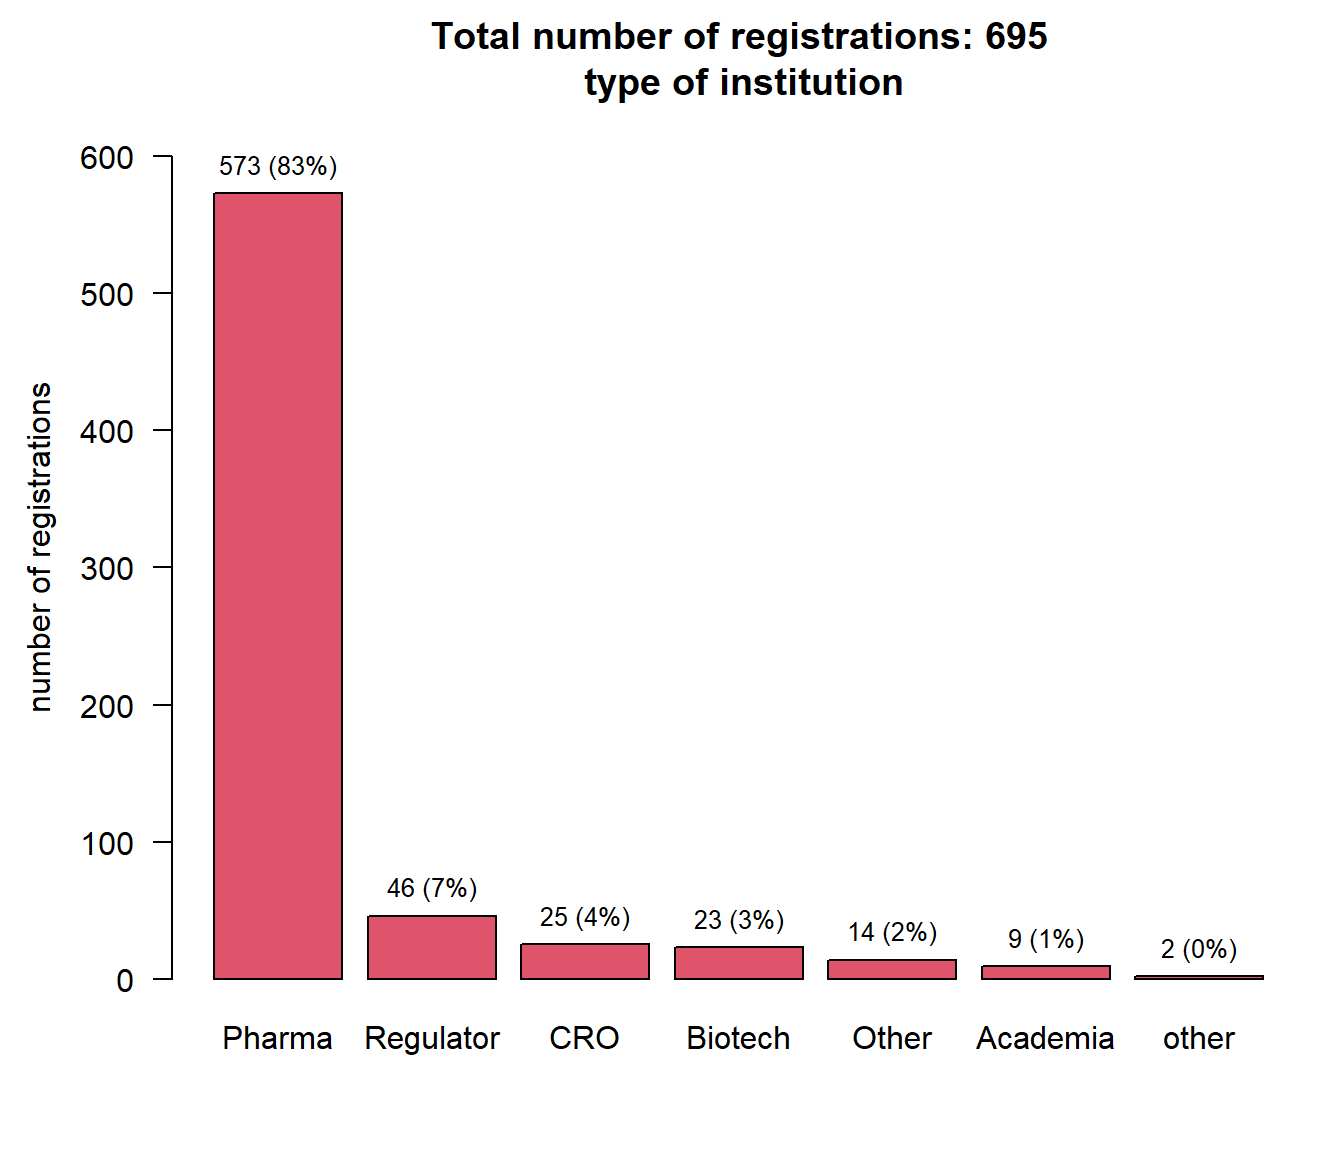 Total number of registrations: 695
type of institution
number of registrations
600
500
400
300
200
100
0
573 (83%)
46 (7%)
25 (4%)
23 (3%)
14 (2%)
9 (1%)
2 (0%)
Pharma
Regulator
CRO
Biotech
Other
Academia
other